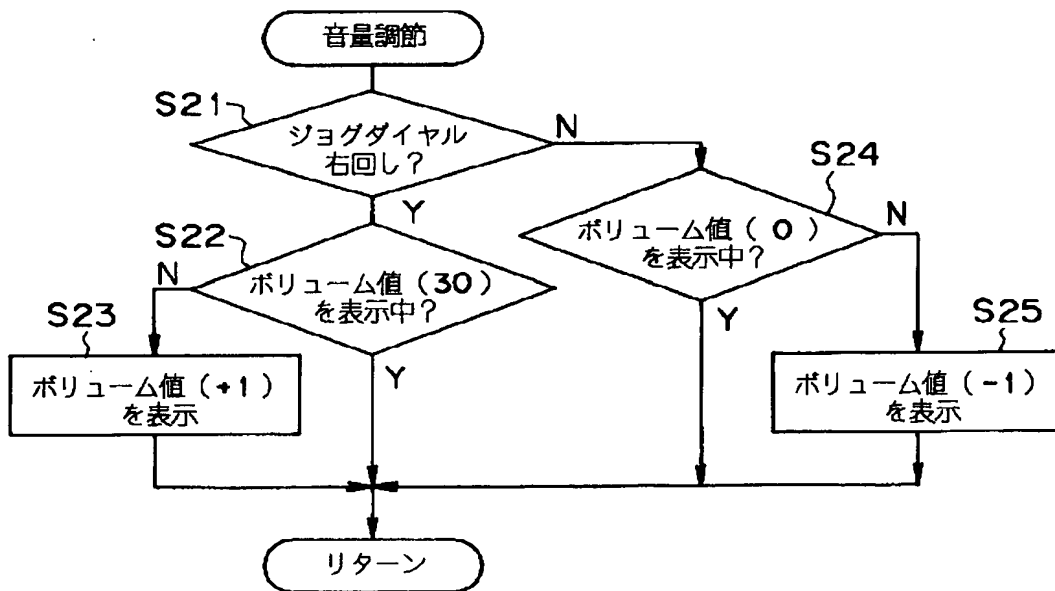 音量調節
S21
ジョグダイヤル
右回し?
N
Y
S24
ボリューム値(0)
を表示中?
N
Y
S22
ボリューム値(30)
を表示中?
N
Y
S23
ボリューム値(+1)
を表示
S25
ボリューム値(-1)
を表示
リターン